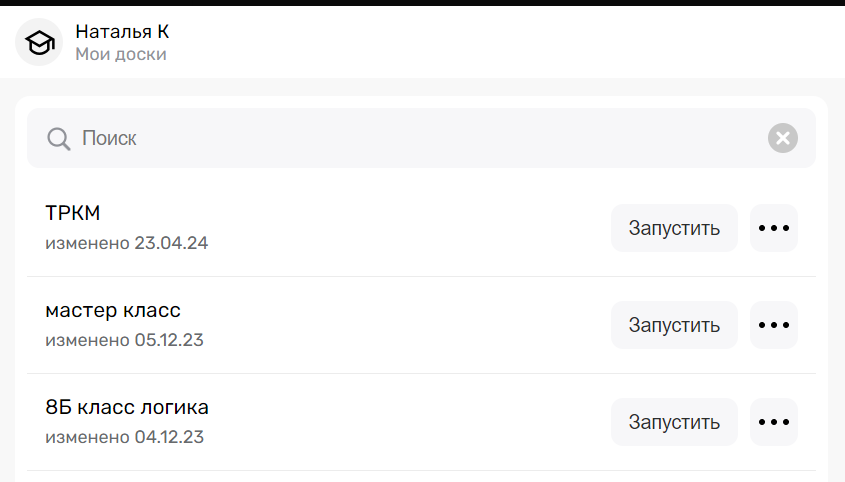 Наталья К
Мои доски
Поиск
ТРКМ
изменено 23.04.24
Запустить
мастер класс
изменено 05.12.23
Запустить
8Б класс логика
изменено 04.12.23
Запустить